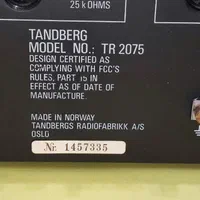 25 k OHMS
TANDBERG
MODEL NO.: TR 2075
DESIGN CERTIFIED AS
COMPLYING WITH FCC'S
RULES, PART 15 IN
EFFECT AS OF DATE OF
MANUFACTURE.
MADE IN NORWAY
TANDBERGS RADIOFABRIKK A/S
OSLO
Nr. 1457335